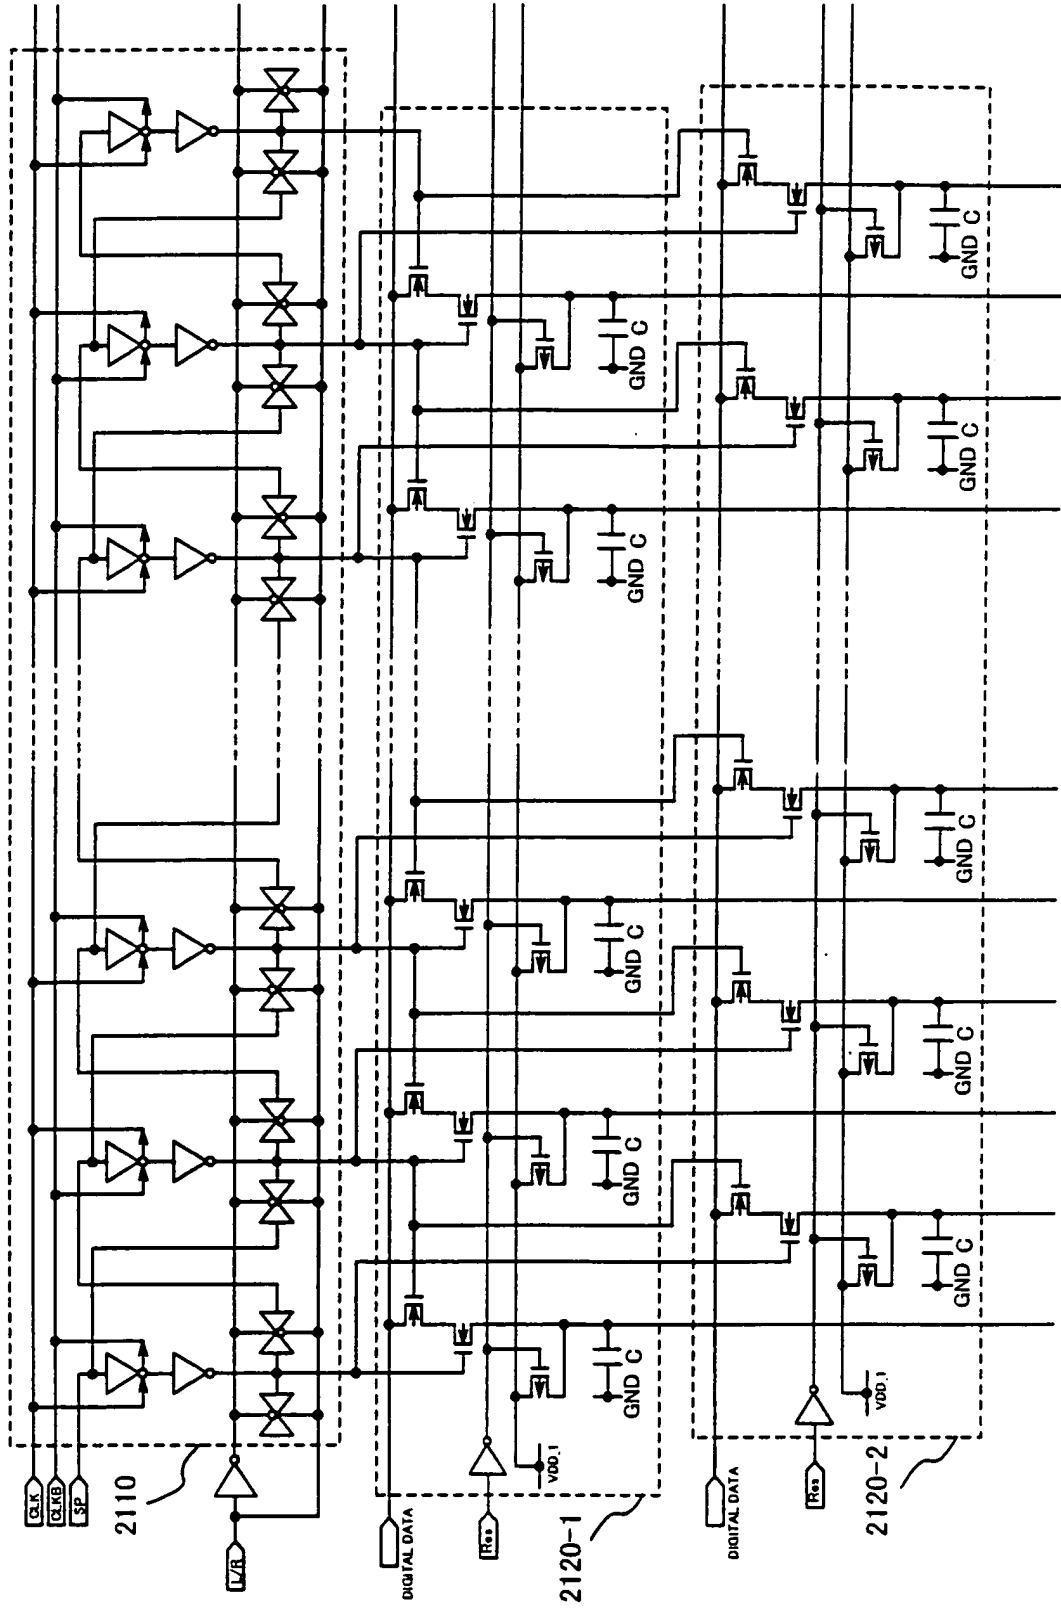 CLK
CLKB
SP
2110
L/R
DIGITAL DATA
Res
VDD_1
2120-1
GND C
GND C
GND C
GND C
GND C
DIGITAL DATA
Res
VDD_1
2120-2
GND C
GND C
GND C
GND C
GND C